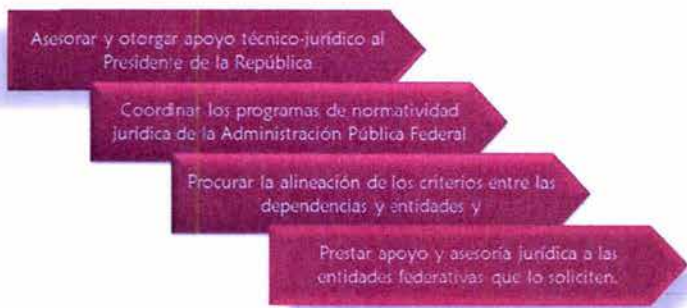 Asesorar y otorgar apoyo técnico-jurídico al
Presidente de la República
Coordinar los programas de normatividad
jurídica de la Administración Pública Federal
Procurar la alineación de los criterios entre las
dependencias y entidades y
Prestar apoyo y asesoría jurídica a las
entidades federativas que lo soliciten.